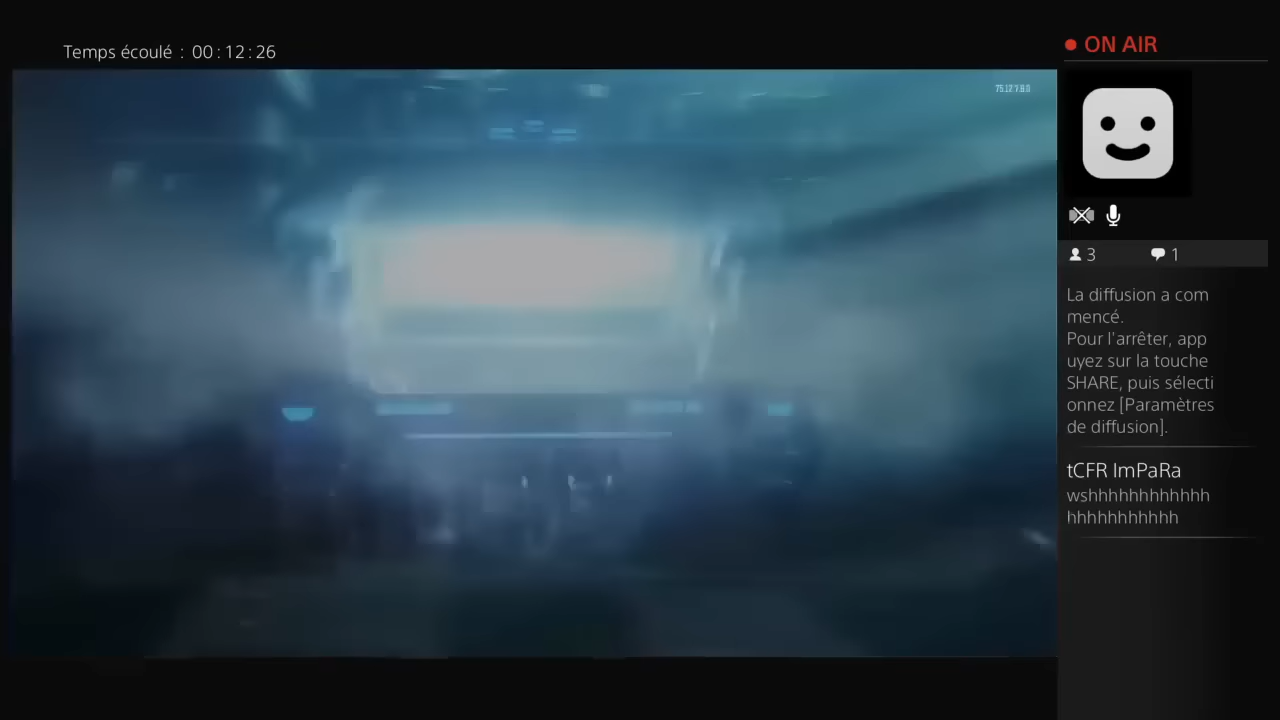 Temps écoulé : 00:12:26
ON AIR
3 1
La diffusion a com
mencé.
Pour l'arrêter, app
uyez sur la touche
SHARE, puis sélecti
onnez [Paramètres
de diffusion].
tCFR ImPaRa
wshhhhhhhhhhhh
hhhhhhhhhhh